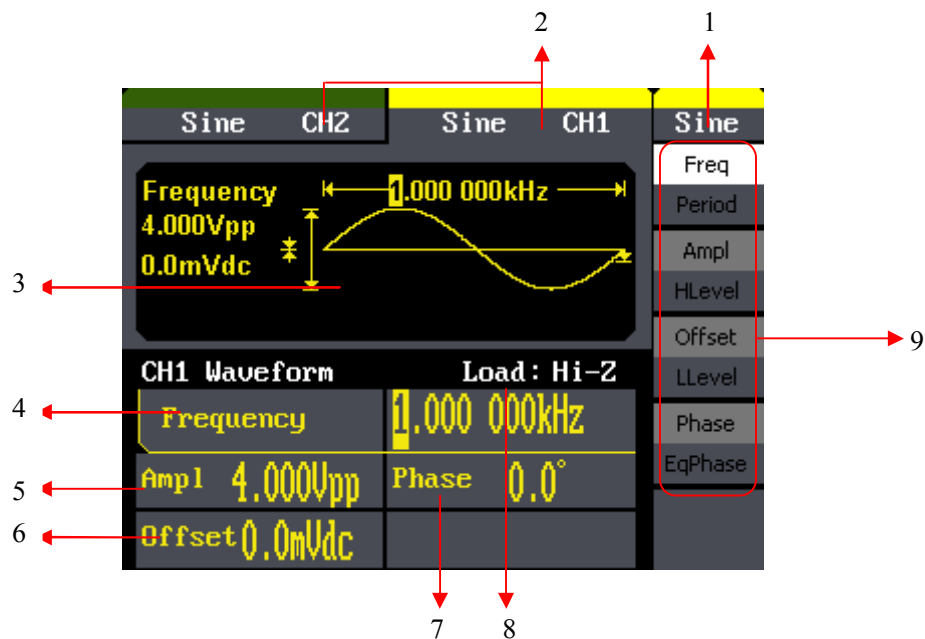 2 1
Sine CH2 Sine CH1 Sine
Frequency 1.000 000kHz
4.000Vpp
0.0mVdc
Freq
Period
Ampl
HLevel
Offset
LLevel
Phase
EqPhase
3
9
CH1 Waveform Load: Hi-Z
4 Frequency 1.000 000kHz
5 Ampl 4.000Vpp Phase 0.0°
6 Offset 0.0mVdc
7 8